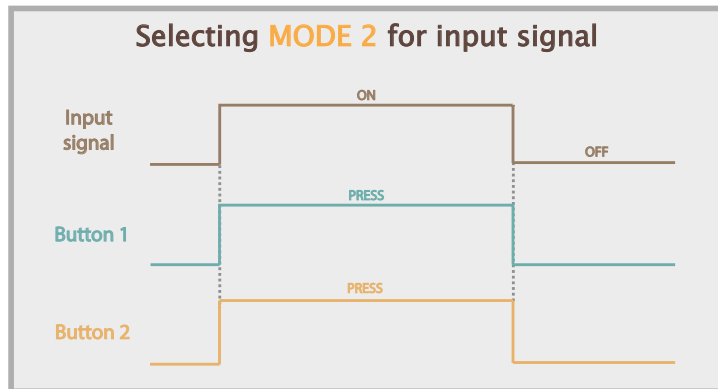 Selecting MODE 2 for input signal
ON
Input
signal
OFF
PRESS
Button 1
PRESS
Button 2